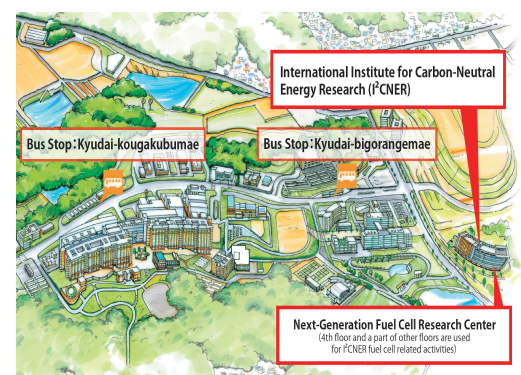 International Institute for Carbon-Neutral
Energy Research (I²CNER)
Bus Stop:Kyudai-kougakubumae
Bus Stop:Kyudai-bigorangemae
Next-Generation Fuel Cell Research Center
(4th floor and a part of other floors are used
for I²CNER fuel cell related activities)